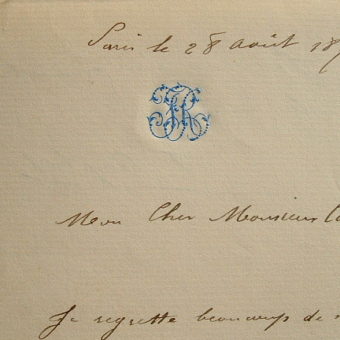 Paris le 28 août 18
Mon Cher Monsieur
Je regrette beaucoup de